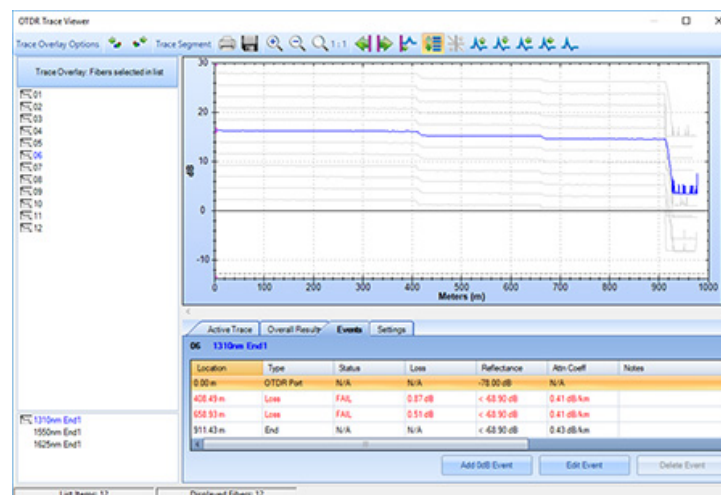 OTDR Trace Viewer
Trace Overlay Options Trace Segment 1:1
Trace Overlay: Fibers selected in list
01
02
03
04
05
06
07
08
09
10
11
12
30
20
10
0
-10
dB
0 100 200 300 400 500 600 700 800 900 1000
Meters (m)
Active Trace Overall Results Events Settings
06 1310nm End1
Location Type Status Loss Reflectance Attn Coeff Notes
0.00 m OTDR Port N/A N/A -78.00 dB N/A
408.49 m Loss FAIL 0.87 dB < -68.90 dB 0.41 dB/km
658.93 m Loss FAIL 0.51 dB < -68.90 dB 0.41 dB/km
911.43 m End N/A N/A < -68.90 dB 0.43 dB/km
1310nm End1
1550nm End1
1625nm End1
Add 0dB Event Edit Event Delete Event
List Items: 12 Displayed Fibers: 12